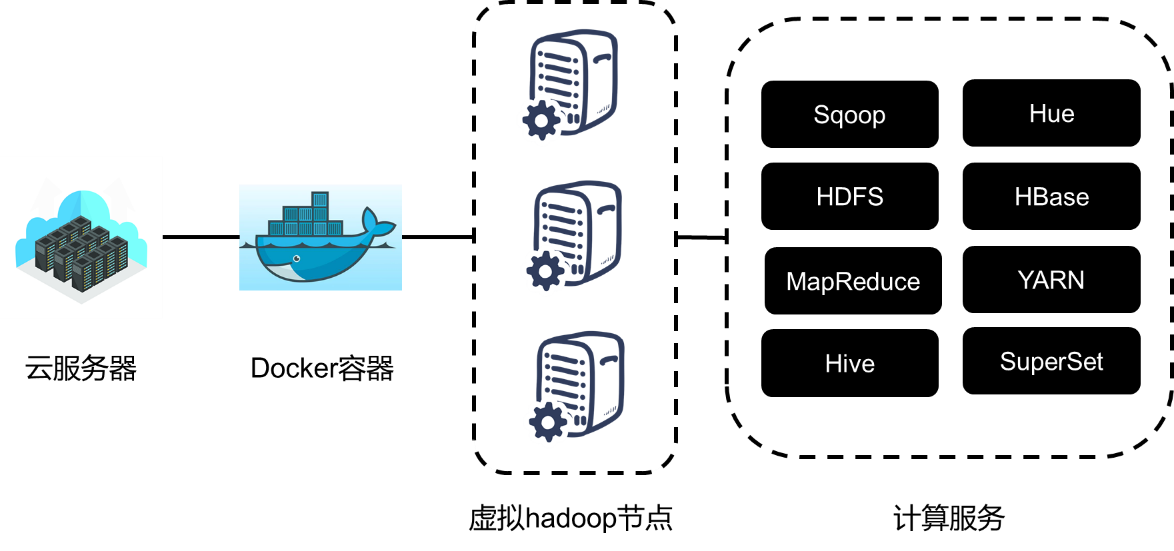 云服务器
Docker容器
虚拟hadoop节点
Sqoop
Hue
HDFS
HBase
MapReduce
YARN
Hive
SuperSet
计算服务